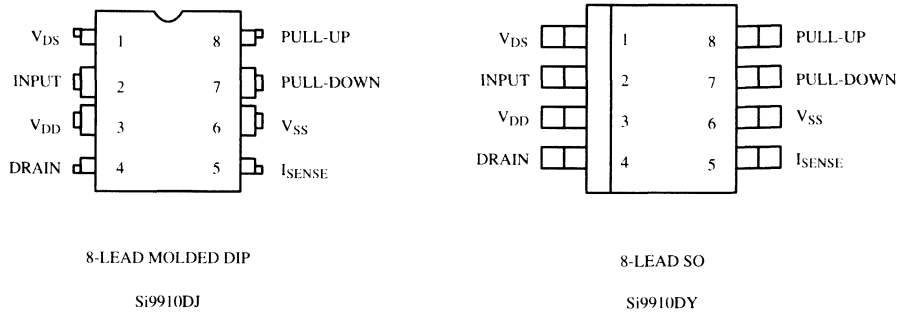 V_DS 1 8 PULL-UP
INPUT 2 7 PULL-DOWN
V_DD 3 6 V_SS
DRAIN 4 5 I_SENSE
8-LEAD MOLDED DIP
Si9910DJ
V_DS 1 8 PULL-UP
INPUT 2 7 PULL-DOWN
V_DD 3 6 V_SS
DRAIN 4 5 I_SENSE
8-LEAD SO
Si9910DY